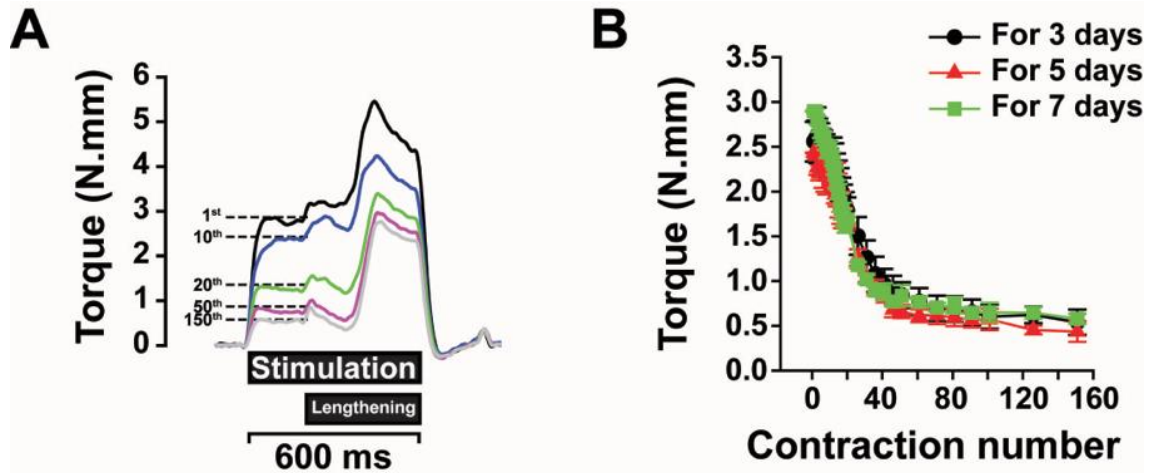 A
Torque (N.mm)
6
5
4
3
2
1
0
1st
10th
20th
50th
150th
Stimulation
Lengthening
600 ms
B
For 3 days
For 5 days
For 7 days
Torque (N.mm)
3.5
3.0
2.5
2.0
1.5
1.0
0.5
0.0
0 40 80 120 160
Contraction number